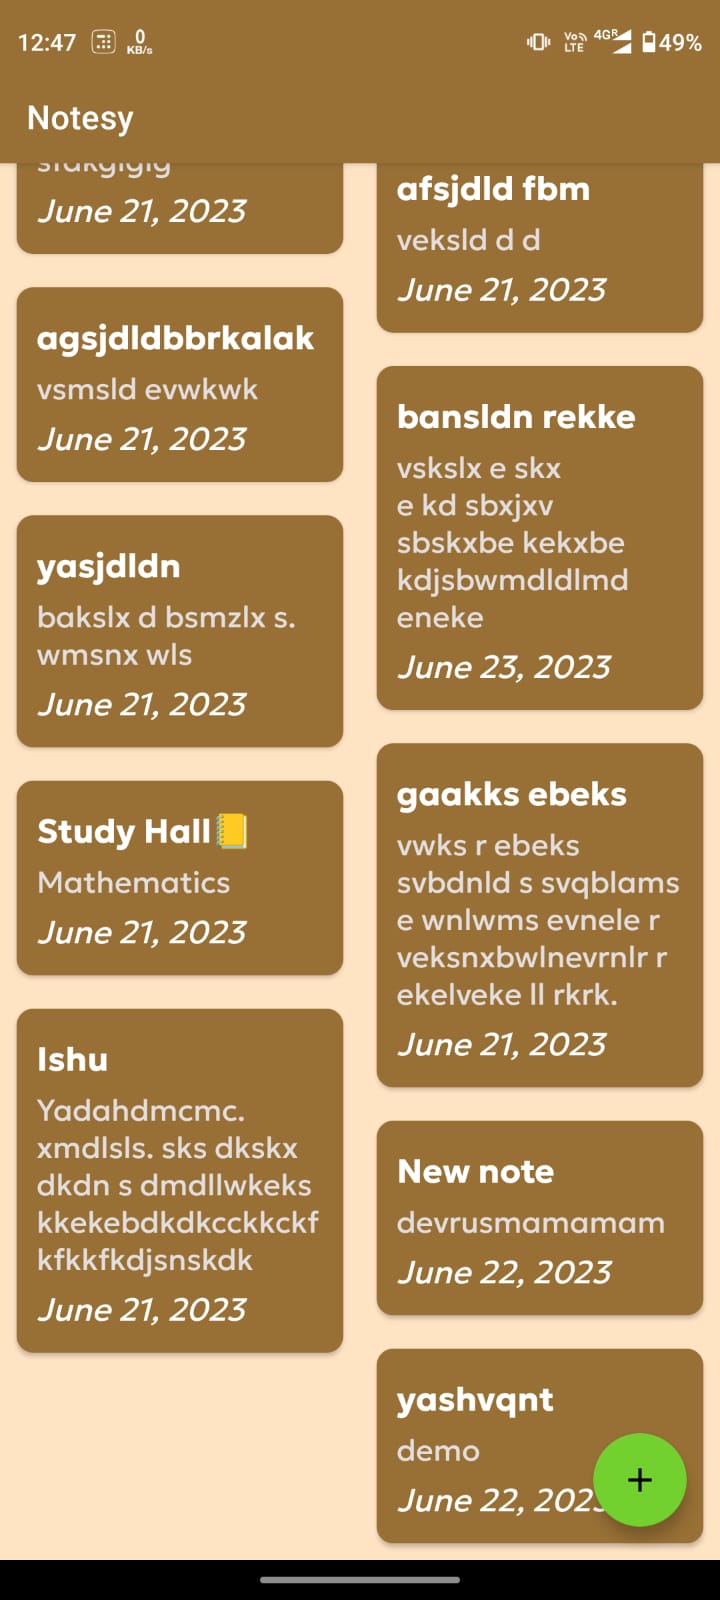 12:47
0
KB/s
Vo
LTE
4GR
49%
Notesy
June 21, 2023
agsjdldbbrkalak
vsmsld evwkwk
June 21, 2023
yasjdldn
bakslx d bsmzlx s.
wmsnx wls
June 21, 2023
Study Hall📒
Mathematics
June 21, 2023
Ishu
Yadahdmcmc.
xmdlsls. sks dkskx
dkdn s dmdllwkeks
kkekebdkdkcckkckf
kfkkfkdjsnskdk
June 21, 2023
afsjdld fbm
veksld d d
June 21, 2023
bansldn rekke
vskslx e skx
e kd sbxjxv
sbskxbe kekxbe
kdjsbwmdldlmd
eneke
June 23, 2023
gaakks ebeks
vwks r ebeks
svbdnld s svqblams
e wnlwms evnele r
veksnxbwlnevrnlr r
ekelveke ll rkrk.
June 21, 2023
New note
devrusmamamam
June 22, 2023
yashvqnt
demo
June 22, 2023
+